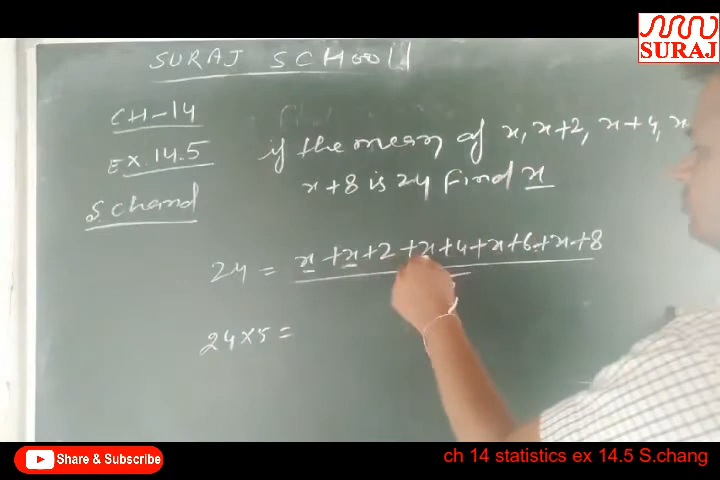 SURAJ SCHOOL
SURAJ
CH-14
EX.14.5
S.Chand
if the mean of x, x+2, x+4, x
x+8 is 24 Find x
24 = x+x+2+x+4+x+6+x+8
24×5=
Share & Subscribe
ch 14 statistics ex 14.5 S.chang